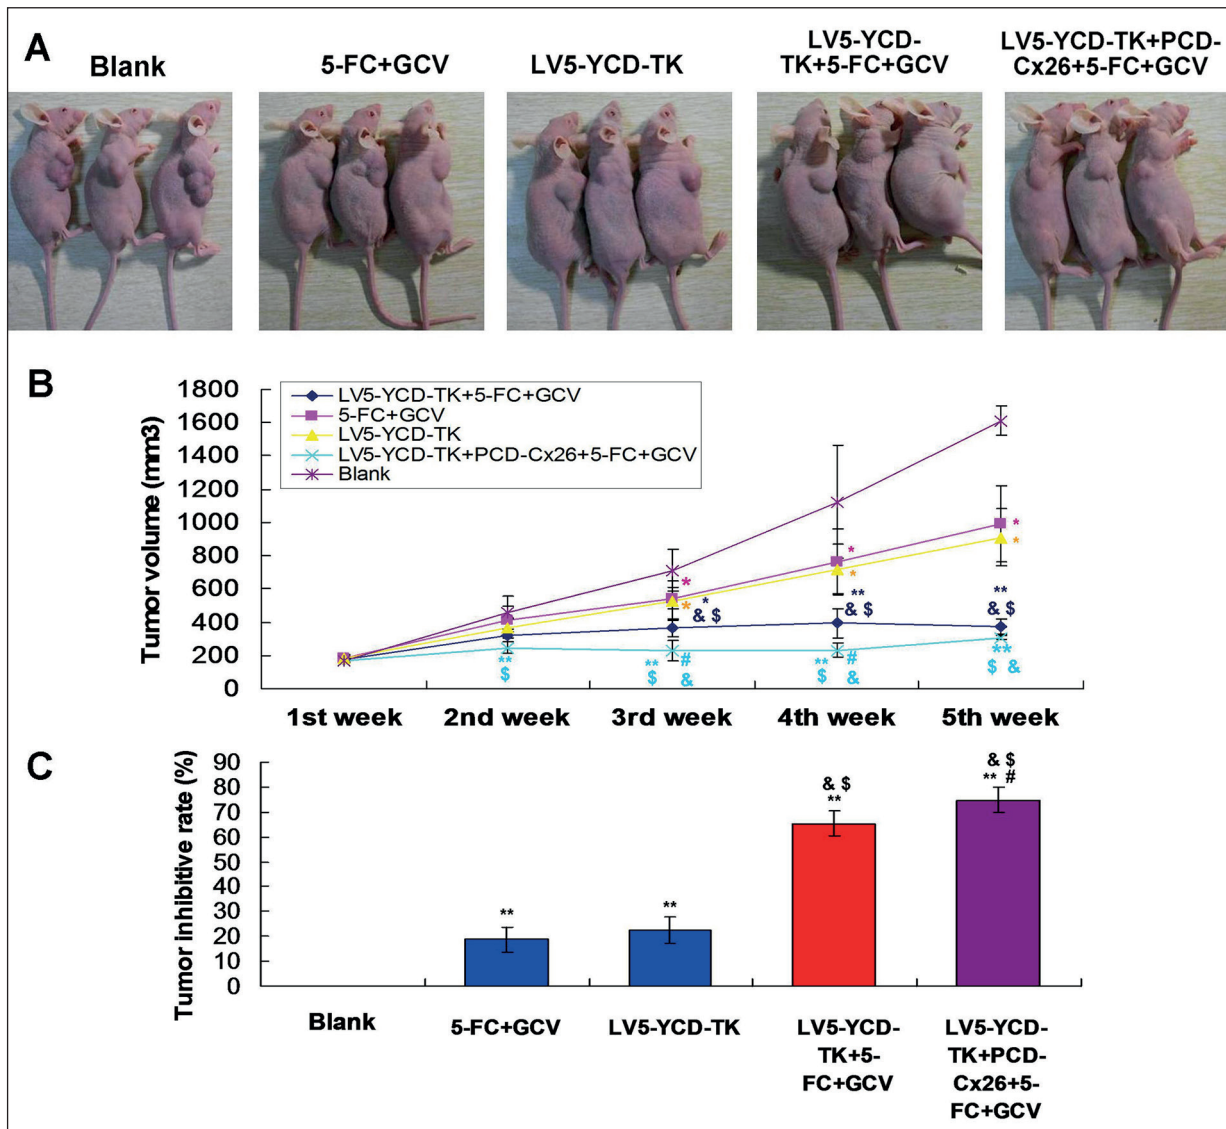 A
Blank
5-FC+GCV
LV5-YCD-TK
LV5-YCD-
TK+5-FC+GCV
LV5-YCD-TK+PCD-
Cx26+5-FC+GCV
B
Tumor volume (mm3)
1800
1600
1400
1200
1000
800
600
400
200
0
LV5-YCD-TK+5-FC+GCV
5-FC+GCV
LV5-YCD-TK
LV5-YCD-TK+PCD-Cx26+5-FC+GCV
Blank
**
$
*
*
*
& $
**
#
$
&
*
*
**
& $
**
#
$
&
*
*
**
& $
**
$ &
1st week
2nd week
3rd week
4th week
5th week
C
Tumor inhibitive rate (%)
90
80
70
60
50
40
30
20
10
0
**
**
& $
**
& $
** #
Blank
5-FC+GCV
LV5-YCD-TK
LV5-YCD-
TK+5-
FC+GCV
LV5-YCD-
TK+PCD-
Cx26+5-
FC+GCV